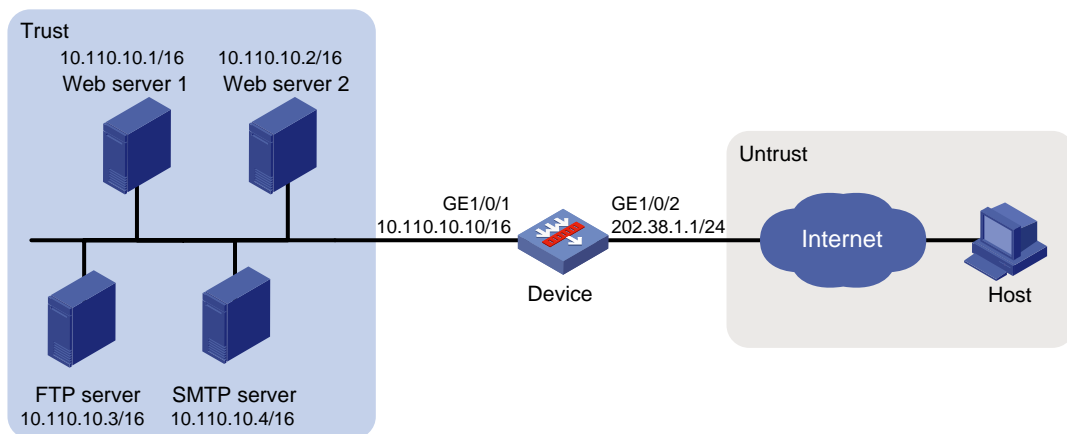 Trust
10.110.10.1/16
Web server 1
10.110.10.2/16
Web server 2
FTP server
10.110.10.3/16
SMTP server
10.110.10.4/16
GE1/0/1
10.110.10.10/16
Device
GE1/0/2
202.38.1.1/24
Untrust
Internet
Host